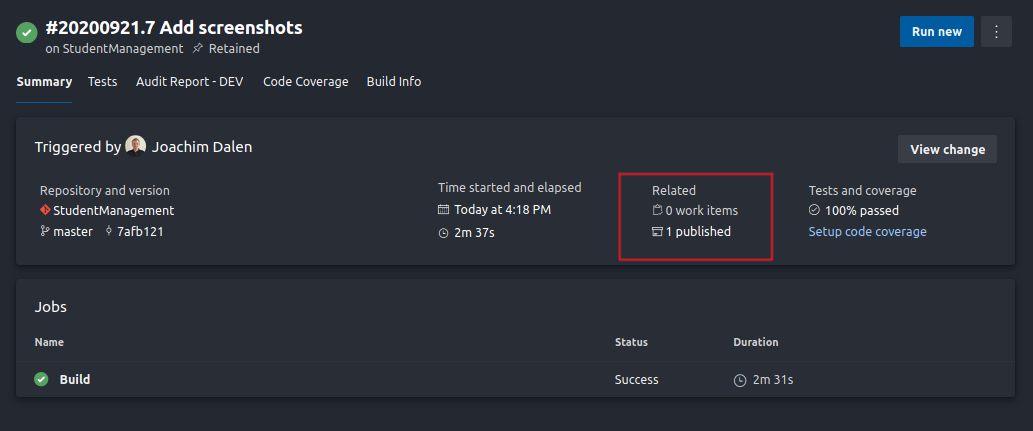 #20200921.7 Add screenshots
on StudentManagement Retained
Run new
Summary Tests Audit Report - DEV Code Coverage Build Info
Triggered by Joachim Dalen
View change
Repository and version
StudentManagement
master 7afb121
Time started and elapsed
Today at 4:18 PM
2m 37s
Related
0 work items
1 published
Tests and coverage
100% passed
Setup code coverage
Jobs
Name Status Duration
Build Success 2m 31s